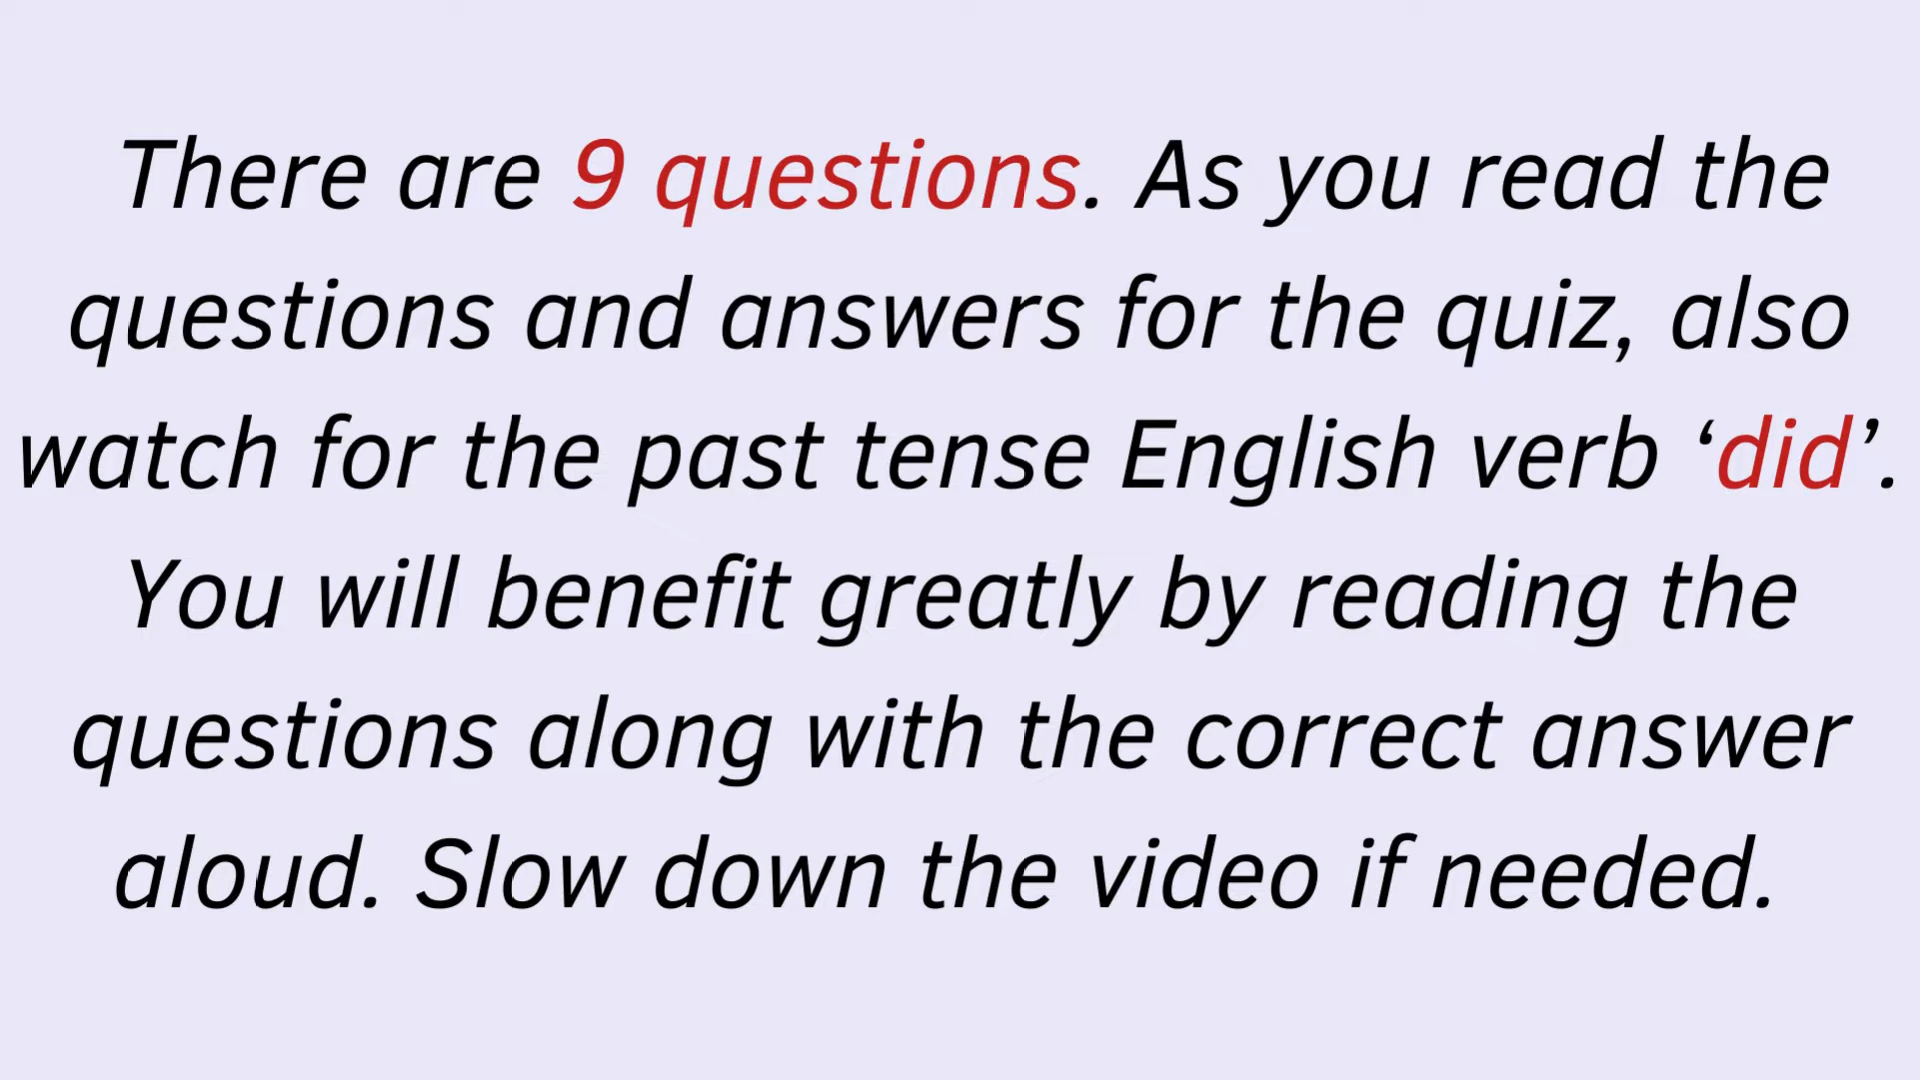 There are 9 questions. As you read the
questions and answers for the quiz, also
watch for the past tense English verb ‘did’.
You will benefit greatly by reading the
questions along with the correct answer
aloud. Slow down the video if needed.